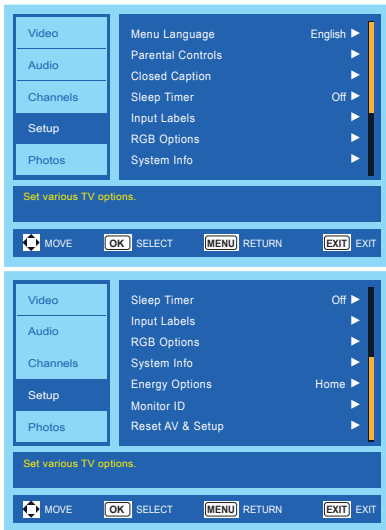 Video
Audio
Channels
Setup
Photos
Menu Language English
Parental Controls
Closed Caption
Sleep Timer Off
Input Labels
RGB Options
System Info
Set various TV options.
MOVE OK SELECT MENU RETURN EXIT EXIT
Video
Audio
Channels
Setup
Photos
Sleep Timer Off
Input Labels
RGB Options
System Info
Energy Options Home
Monitor ID
Reset AV & Setup
Set various TV options.
MOVE OK SELECT MENU RETURN EXIT EXIT